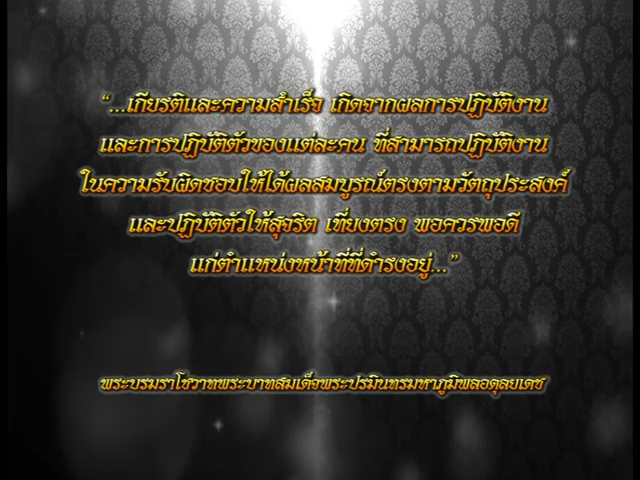 “...เกียรติและความสำเร็จ เกิดจากผลการปฏิบัติงาน
และการปฏิบัติตัวของแต่ละคน ที่สามารถปฏิบัติงาน
ในความรับผิดชอบให้ได้ผลสมบูรณ์ตรงตามวัตถุประสงค์
และปฏิบัติตัวให้สุจริต เที่ยงตรง พอควรพอดี
แก่ตำแหน่งหน้าที่ที่ดำรงอยู่...”
พระบรมราโชวาทพระบาทสมเด็จพระปรมินทรมหาภูมิพลอดุลยเดช